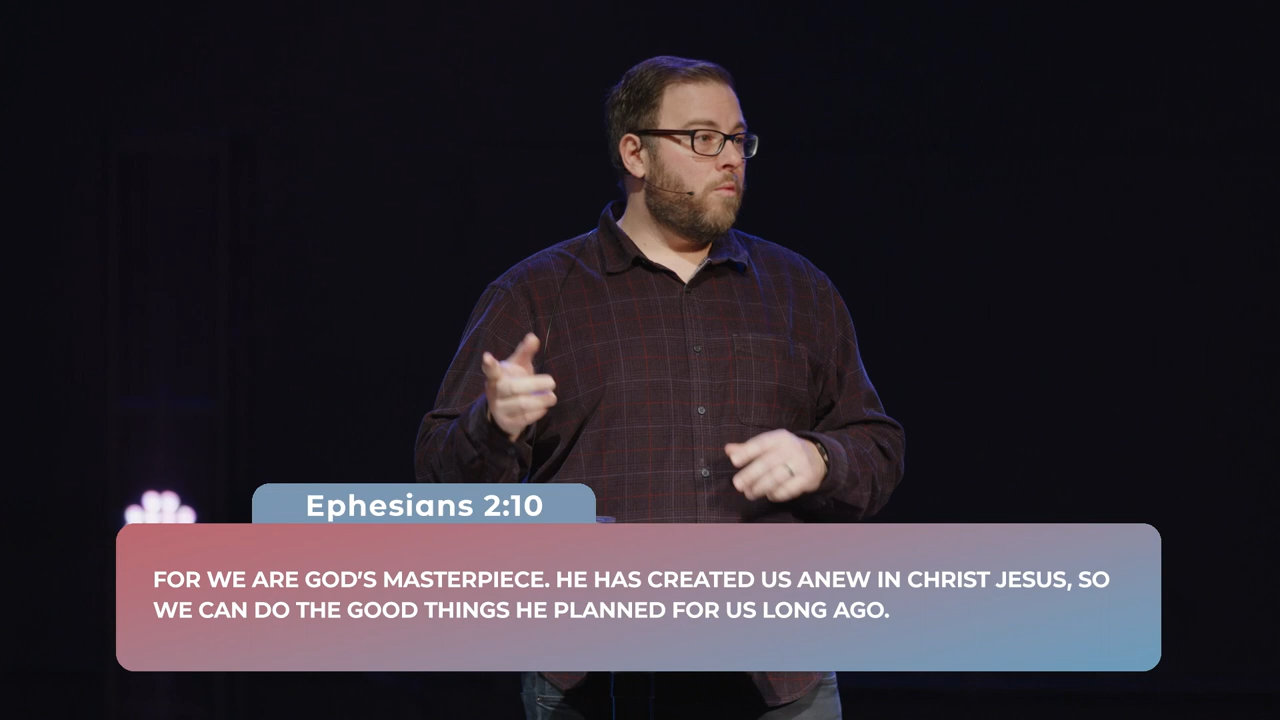 Ephesians 2:10
FOR WE ARE GOD'S MASTERPIECE. HE HAS CREATED US ANEW IN CHRIST JESUS, SO
WE CAN DO THE GOOD THINGS HE PLANNED FOR US LONG AGO.